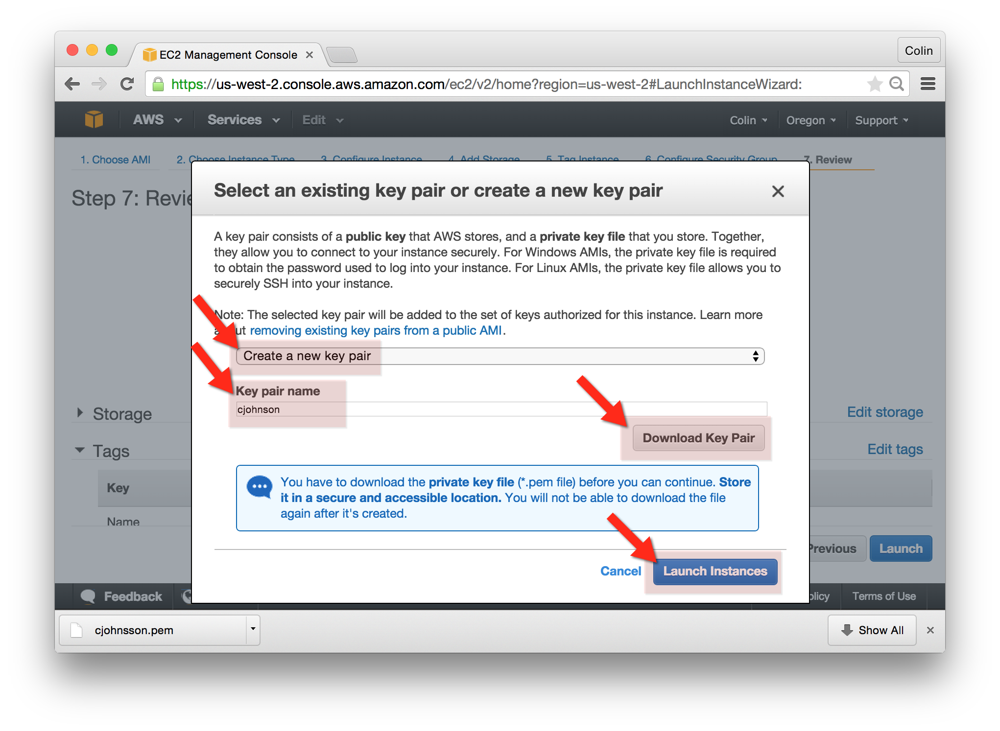 EC2 Management Console
Colin
https://us-west-2.console.aws.amazon.com/ec2/v2/home?region=us-west-2#LaunchInstanceWizard:
AWS Services Edit Colin Oregon Support
1. Choose AMI 2. Choose Instance Type 3. Configure Instance 4. Add Storage 5. Tag Instance 6. Configure Security Group 7. Review
Step 7: Revie
Select an existing key pair or create a new key pair
A key pair consists of a public key that AWS stores, and a private key file that you store. Together,
they allow you to connect to your instance securely. For Windows AMIs, the private key file is required
to obtain the password used to log into your instance. For Linux AMIs, the private key file allows you to
securely SSH into your instance.
Note: The selected key pair will be added to the set of keys authorized for this instance. Learn more
removing existing key pairs from a public AMI.
Create a new key pair
Key pair name
cjohnson
Download Key Pair
You have to download the private key file (*.pem file) before you can continue. Store
it in a secure and accessible location. You will not be able to download the file
again after it's created.
Cancel Launch Instances
Storage Edit storage
Tags Edit tags
Key
Name
Previous Launch
Feedback olicy Terms of Use
cjohnsson.pem Show All